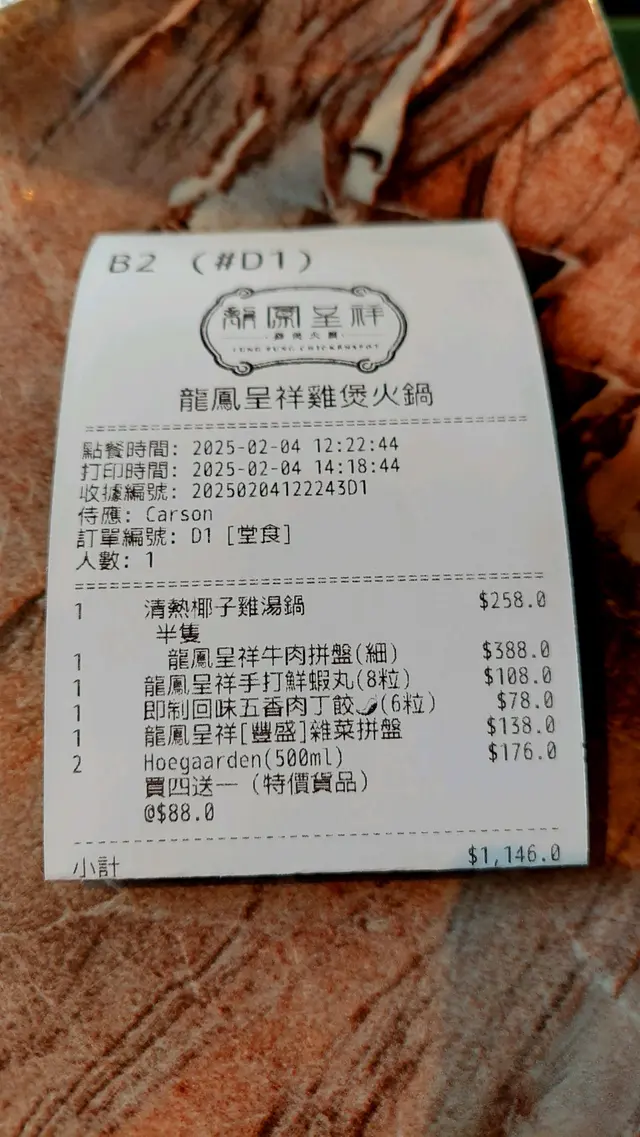 B2 (#D1)
龍鳳呈祥
雞煲火鍋
龍鳳呈祥雞煲火鍋
點餐時間: 2025-02-04 12:22:44
打印時間: 2025-02-04 14:18:44
收據編號: 20250204122243D1
侍應: Carson
訂單編號: D1 [堂食]
人數: 1
1 清熱椰子雞湯鍋 $258.0
半隻
1 龍鳳呈祥牛肉拼盤(細) $388.0
1 龍鳳呈祥手打鮮蝦丸(8粒) $108.0
1 即制回味五香肉丁餃🌶(6粒) $78.0
1 龍鳳呈祥[豐盛]雜菜拼盤 $138.0
2 Hoegaarden(500ml) $176.0
買四送一 (特價貨品)
@$88.0
小計 $1,146.0